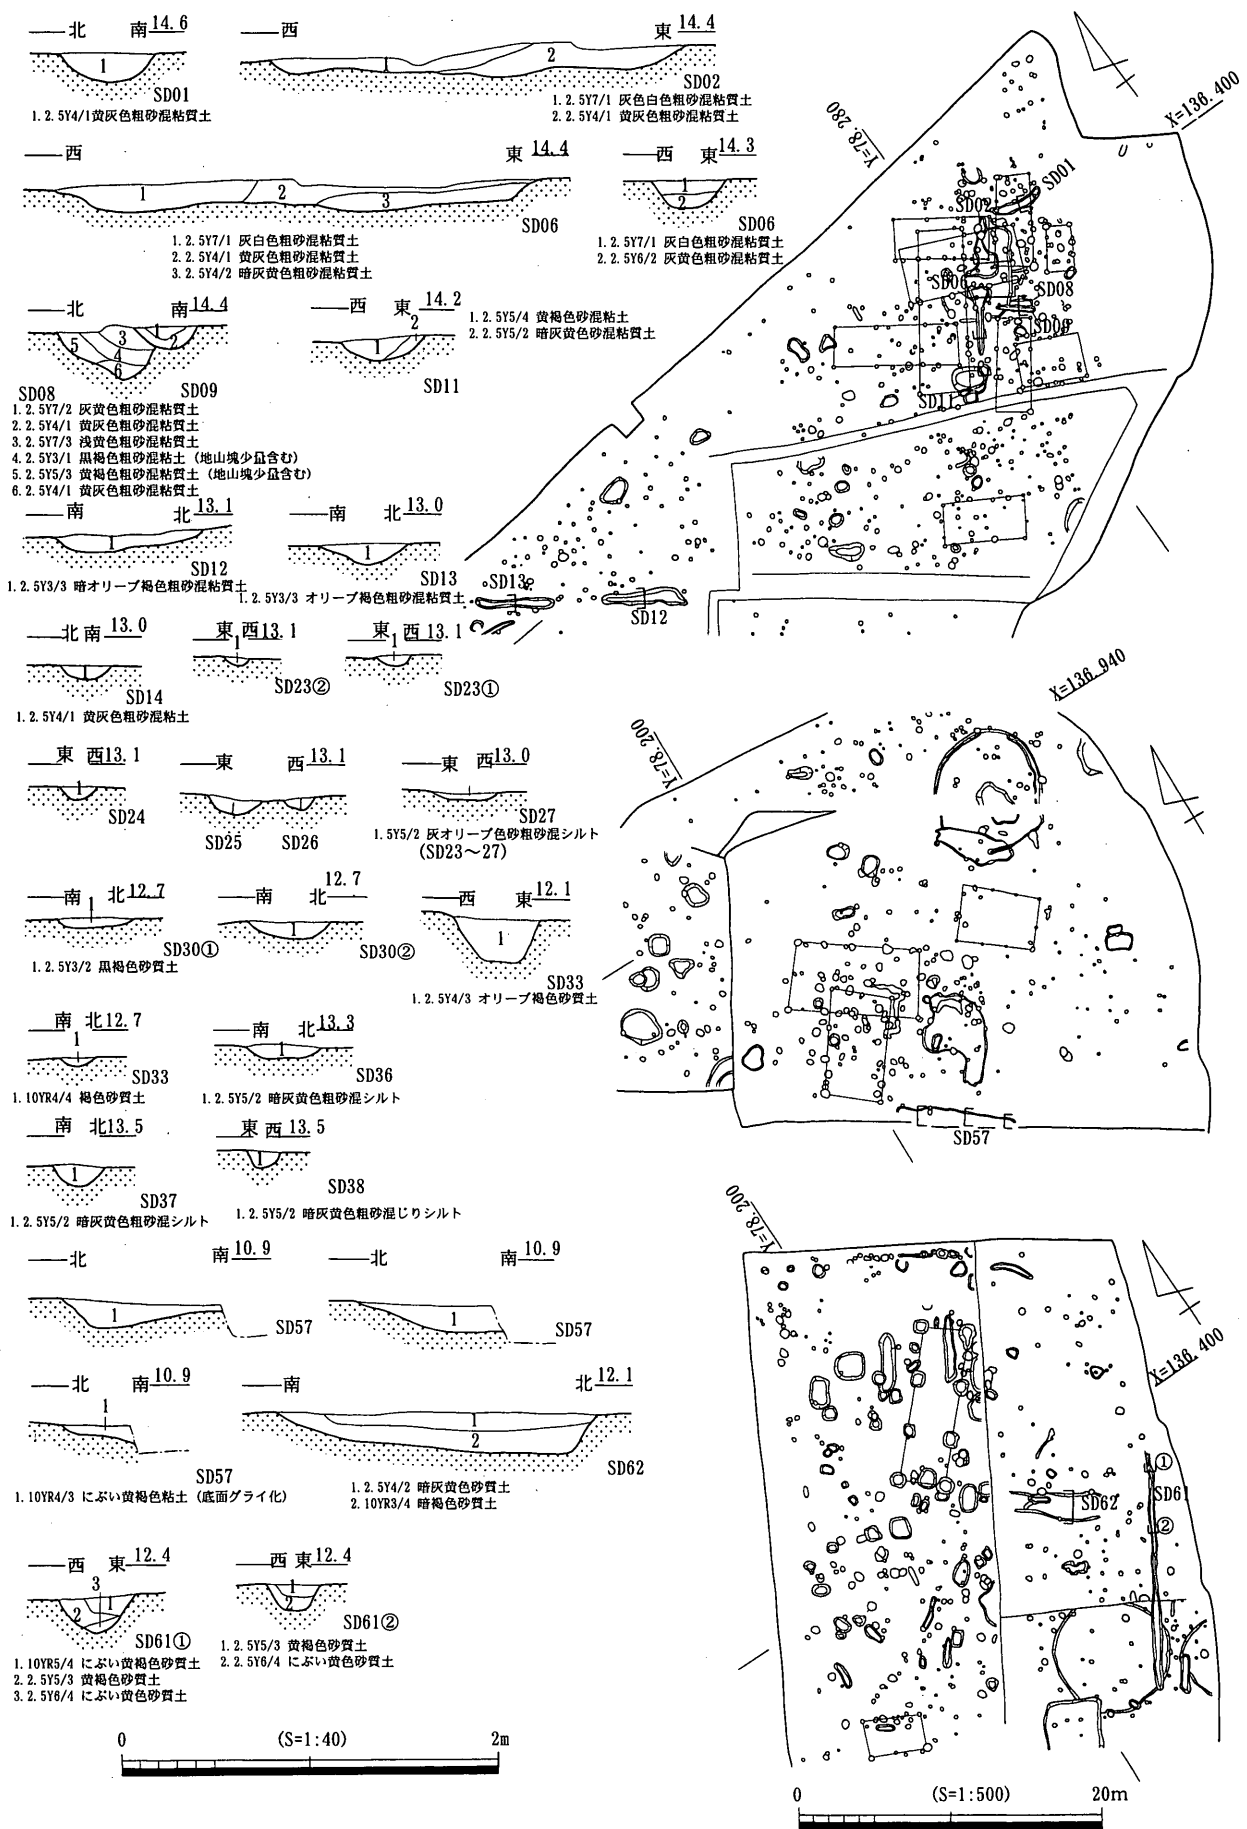 北 南 14.6
1
SD01
1. 2.5Y4/1黄灰色粗砂混粘質土
西 東 14.4
1 2
SD02
1. 2.5Y7/1 灰色白色粗砂混粘質土
2. 2.5Y4/1 黄灰色粗砂混粘質土
西 東 14.4
1 2 3
SD06
1. 2.5Y7/1 灰白色粗砂混粘質土
2. 2.5Y4/1 黄灰色粗砂混粘質土
3. 2.5Y4/2 暗灰黄色粗砂混粘質土
西 東 14.3
1
2
SD06
1. 2.5Y7/1 灰白色粗砂混粘質土
2. 2.5Y6/2 灰黄色粗砂混粘質土
北 南 14.4
5 3 1 2
4
6
SD08 SD09
1. 2.5Y7/2 灰黄色粗砂混粘質土
2. 2.5Y4/1 黄灰色粗砂混粘質土
3. 2.5Y7/3 浅黄色粗砂混粘質土
4. 2.5Y3/1 黒褐色粗砂混粘土 (地山塊少量含む)
5. 2.5Y5/3 黄褐色粗砂混粘質土 (地山塊少量含む)
6. 2.5Y4/1 黄灰色粗砂混粘質土
西 東 14.2
2
1
SD11
1. 2.5Y5/4 黄褐色砂混粘質土
2. 2.5Y5/2 暗灰黄色砂混粘質土
南 北 13.1
1
SD12
1. 2.5Y3/3 暗オリーブ褐色粗砂混粘質土
南 北 13.0
1
SD13
1. 2.5Y3/3 オリーブ褐色粗砂混粘質土
北 南 13.0
1
SD14
1. 2.5Y4/1 黄灰色粗砂混粘土
東 西 13.1
1
SD23②
東 西 13.1
1
SD23①
東 西 13.1
1
SD24
東 西 13.1
SD25 SD26
東 西 13.0
SD27
1. 5Y5/2 灰オリーブ色砂粗砂混シルト
(SD23～27)
南 北 12.7
1
SD30①
1. 2.5Y3/2 黒褐色砂質土
南 北 12.7
1
SD30②
西 東 12.1
1
SD33
1. 2.5Y4/3 オリーブ褐色砂質土
南 北 12.7
1
SD33
1. 10YR4/4 褐色砂質土
南 北 13.3
1
SD36
1. 2.5Y5/2 暗灰黄色粗砂混シルト
南 北 13.5
1
SD37
1. 2.5Y5/2 暗灰黄色粗砂混シルト
東 西 13.5
1
SD38
1. 2.5Y5/2 暗灰黄色粗砂混じりシルト
北 南 10.9
1
SD57
北 南 10.9
1
SD57
北 南 10.9
1
SD57
1. 10YR4/3 にぶい黄褐色粘土 (底面グライ化)
南 北 12.1
1
2
SD62
1. 2.5Y4/2 暗灰黄色砂質土
2. 10YR3/4 暗褐色砂質土
西 東 12.4
3
2 1
SD61①
1. 10YR5/4 にぶい黄褐色砂質土
2. 2.5Y5/3 黄褐色砂質土
3. 2.5Y6/4 にぶい黄色砂質土
西 東 12.4
1
2
SD61②
1. 2.5Y5/3 黄褐色砂質土
2. 2.5Y6/4 にぶい黄色砂質土
0 (S=1:40) 2m
Y=78.280
X=136.400
SD01
SD02
SD06
SD08
SD09
SD11
SD13
SD12
X=136.940
Y=78.200
SD57
Y=78.200
X=136.400
①
SD61
SD62
②
0 (S=1:500) 20m